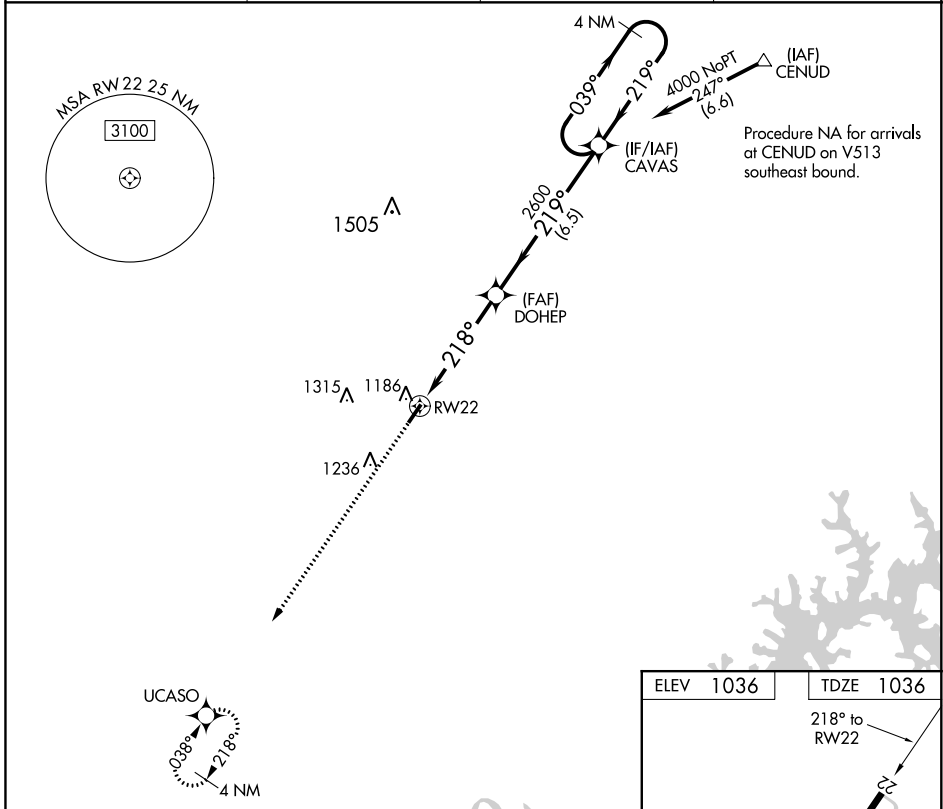 4 NM
039°
219°
4000 NoPT
247°
(6.6)
(IAF)
CENUD
MSA RW22 25 NM
3100
(IF/IAF)
CAVAS
Procedure NA for arrivals
at CENUD on V513
southeast bound.
1505
2600
219°
(6.5)
(FAF)
DOHEP
218°
1315
1186
RW22
1236
UCASO
038°
218°
4 NM
ELEV 1036
TDZE 1036
218° to
RW22
22